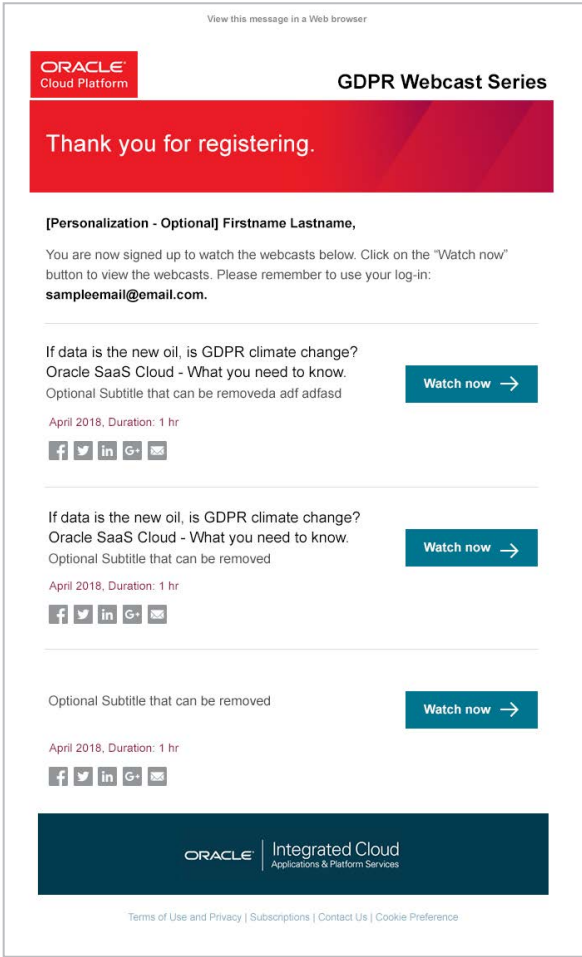 View this message in a Web browser
ORACLE
Cloud Platform
GDPR Webcast Series
Thank you for registering.
[Personalization - Optional] Firstname Lastname,
You are now signed up to watch the webcasts below. Click on the “Watch now”
button to view the webcasts. Please remember to use your log-in:
sampleemail@email.com.
If data is the new oil, is GDPR climate change?
Oracle SaaS Cloud - What you need to know.
Optional Subtitle that can be removeda adf adfasd
Watch now
April 2018, Duration: 1 hr
If data is the new oil, is GDPR climate change?
Oracle SaaS Cloud - What you need to know.
Optional Subtitle that can be removed
Watch now
April 2018, Duration: 1 hr
Optional Subtitle that can be removed
Watch now
April 2018, Duration: 1 hr
ORACLE
Integrated Cloud
Applications & Platform Services
Terms of Use and Privacy | Subscriptions | Contact Us | Cookie Preference